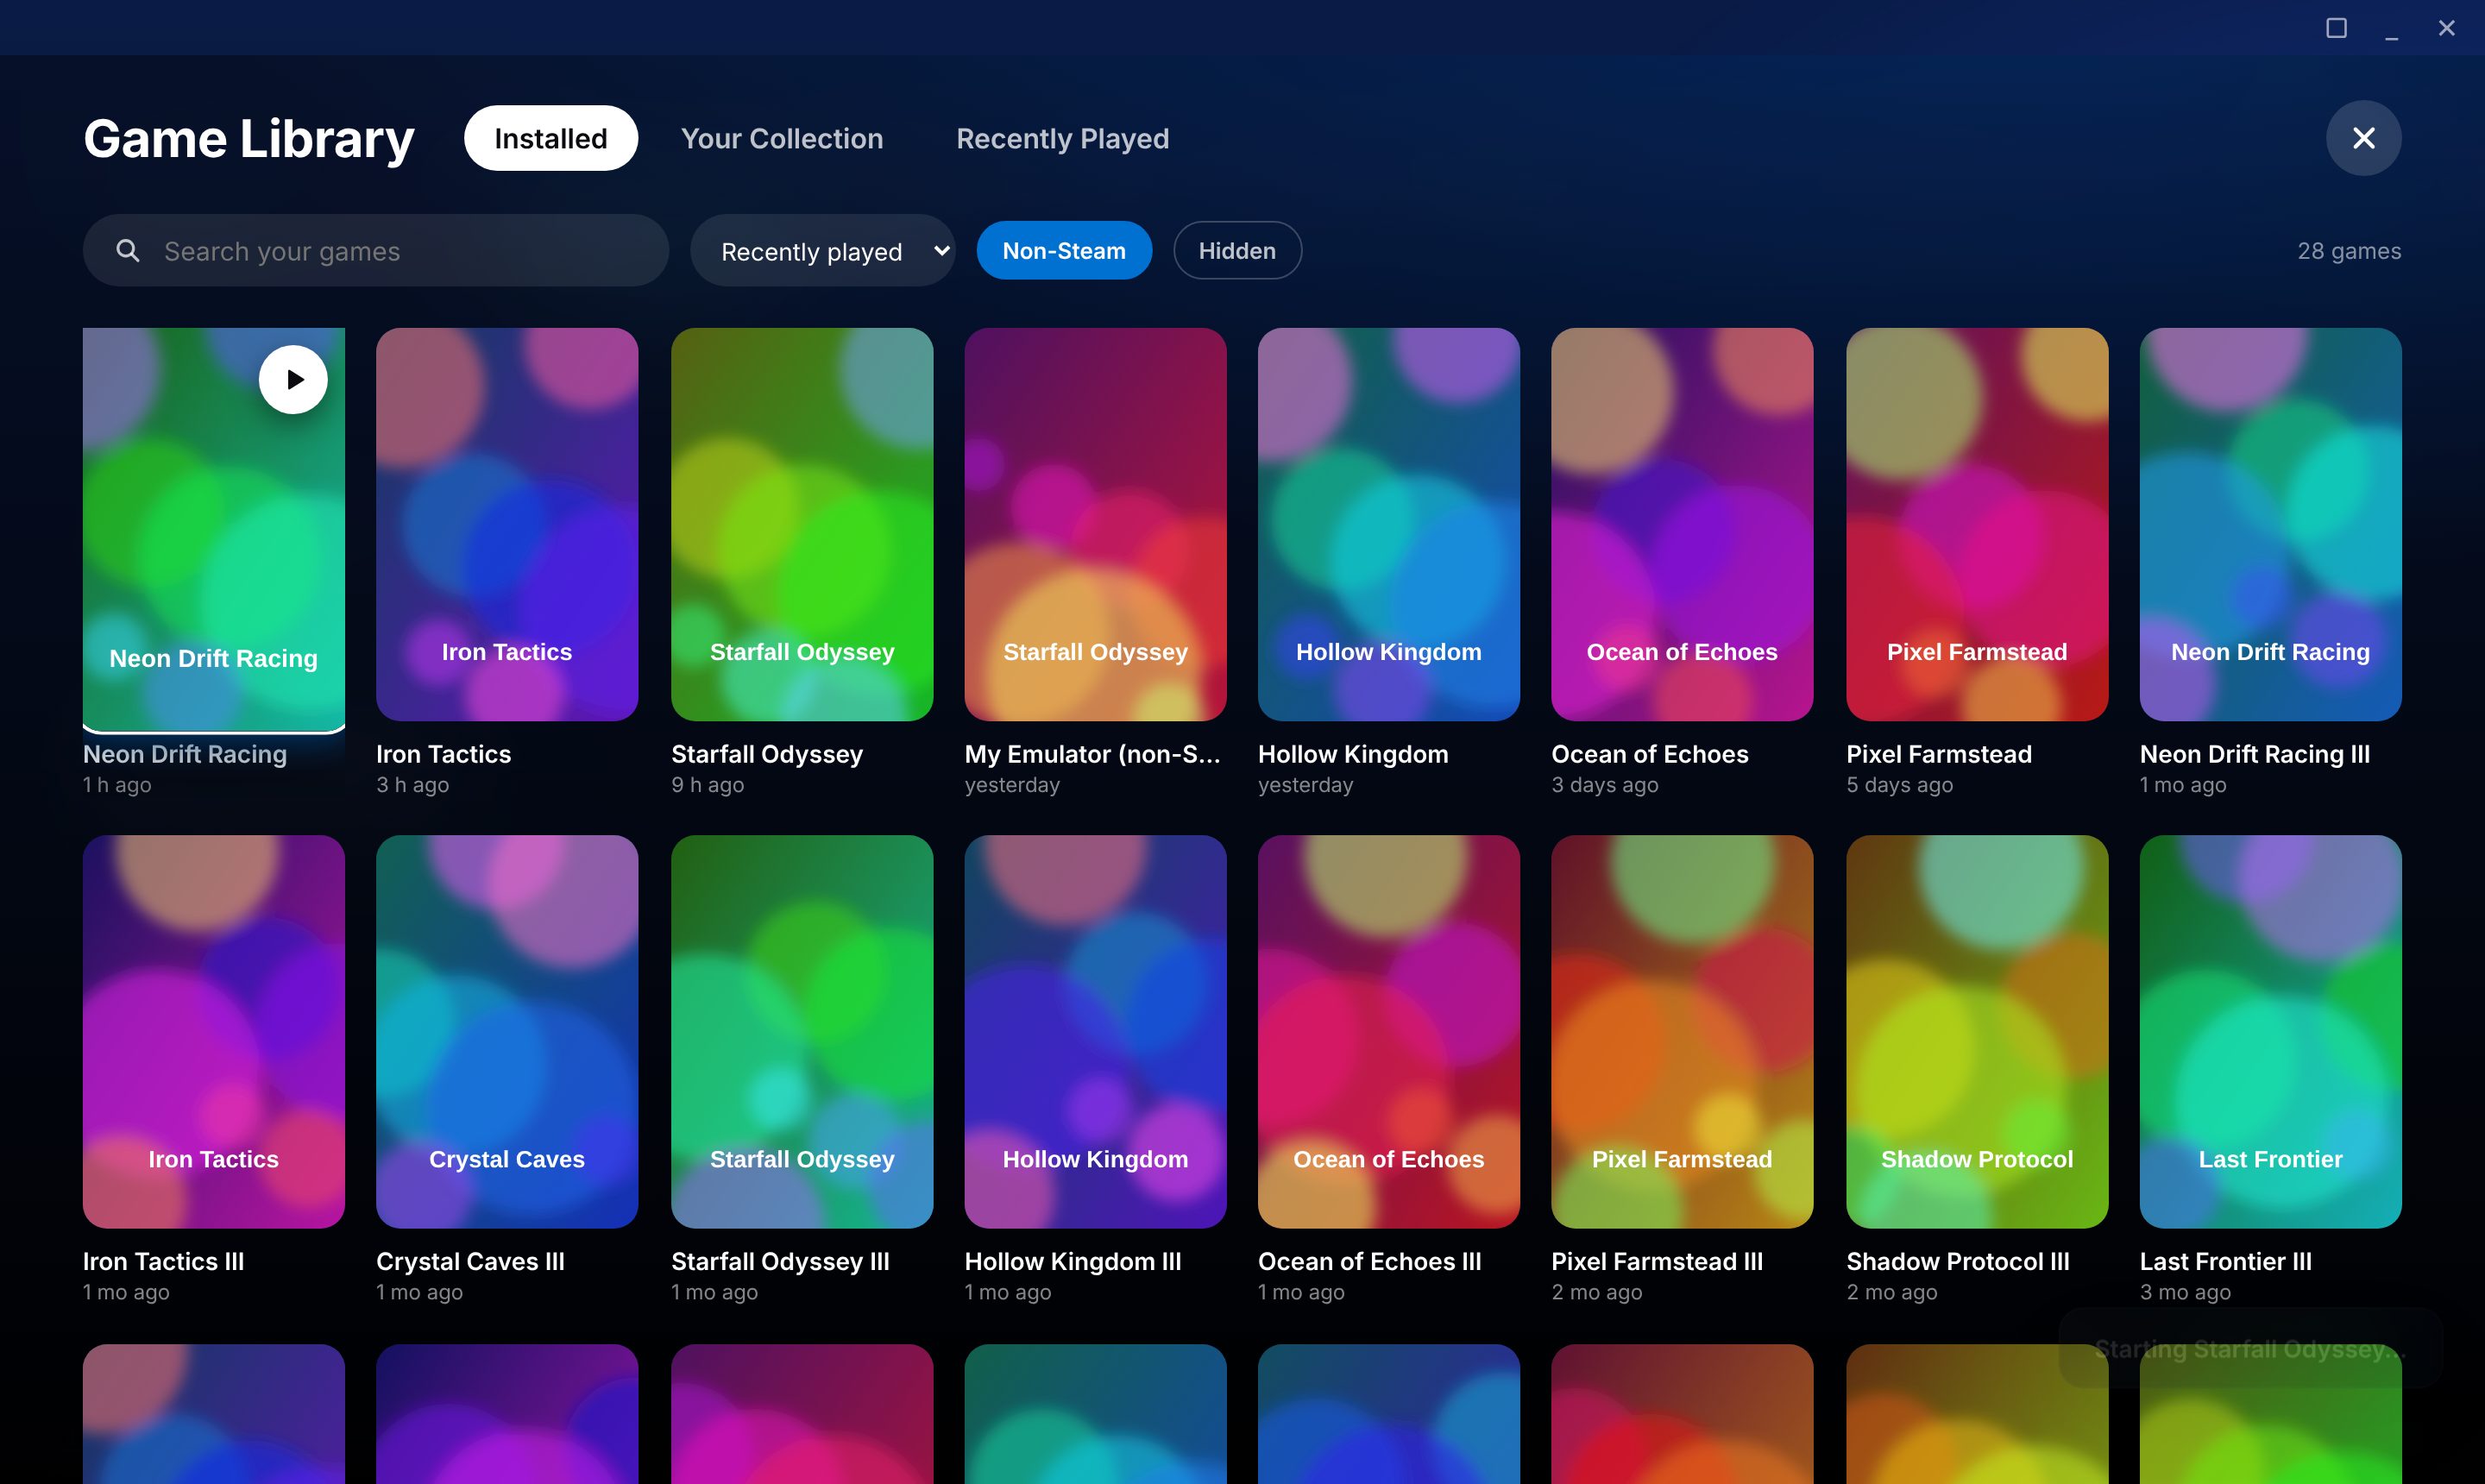 Game Library
Installed
Your Collection
Recently Played
Search your games
Recently played
Non-Steam
Hidden
28 games
Neon Drift Racing
Iron Tactics
Starfall Odyssey
Starfall Odyssey
Hollow Kingdom
Ocean of Echoes
Pixel Farmstead
Neon Drift Racing
Neon Drift Racing
Iron Tactics
Starfall Odyssey
My Emulator (non-S...
Hollow Kingdom
Ocean of Echoes
Pixel Farmstead
Neon Drift Racing III
1 h ago
3 h ago
9 h ago
yesterday
yesterday
3 days ago
5 days ago
1 mo ago
Iron Tactics
Crystal Caves
Starfall Odyssey
Hollow Kingdom
Ocean of Echoes
Pixel Farmstead
Shadow Protocol
Last Frontier
Iron Tactics III
Crystal Caves III
Starfall Odyssey III
Hollow Kingdom III
Ocean of Echoes III
Pixel Farmstead III
Shadow Protocol III
Last Frontier III
1 mo ago
1 mo ago
1 mo ago
1 mo ago
1 mo ago
2 mo ago
2 mo ago
3 mo ago
Starting Starfall Odyssey...